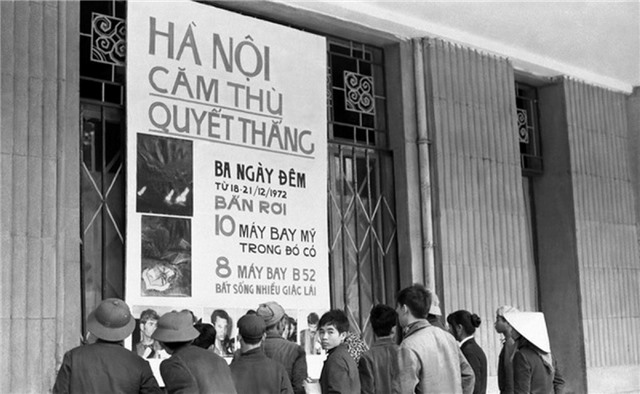 HÀ NỘI
CĂM THÙ
QUYẾT THẮNG
BA NGÀY ĐÊM
TỪ 18-21/12/1972
BẮN RƠI
10 MÁY BAY MỸ
TRONG ĐÓ CÓ
8 MÁY BAY B52
BẮT SỐNG NHIỀU GIẶC LÁI